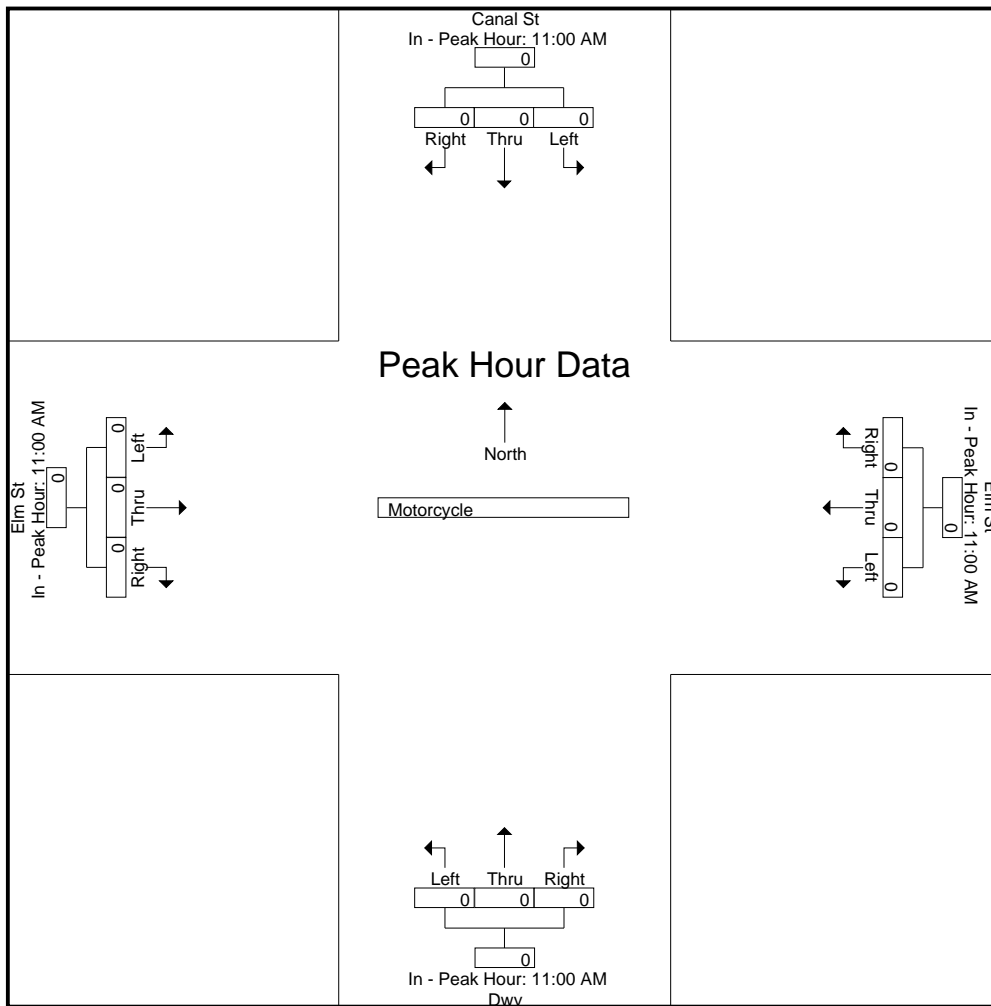 Canal St
In - Peak Hour: 11:00 AM
0
0 0 0
Right Thru Left
Peak Hour Data
North
Motorcycle
Elm St
In - Peak Hour: 11:00 AM
0
0 0 0
Left Thru Right
Elm St
In - Peak Hour: 11:00 AM
0
0 0 0
Right Thru Left
Left Thru Right
0 0 0
0
In - Peak Hour: 11:00 AM
Dwy